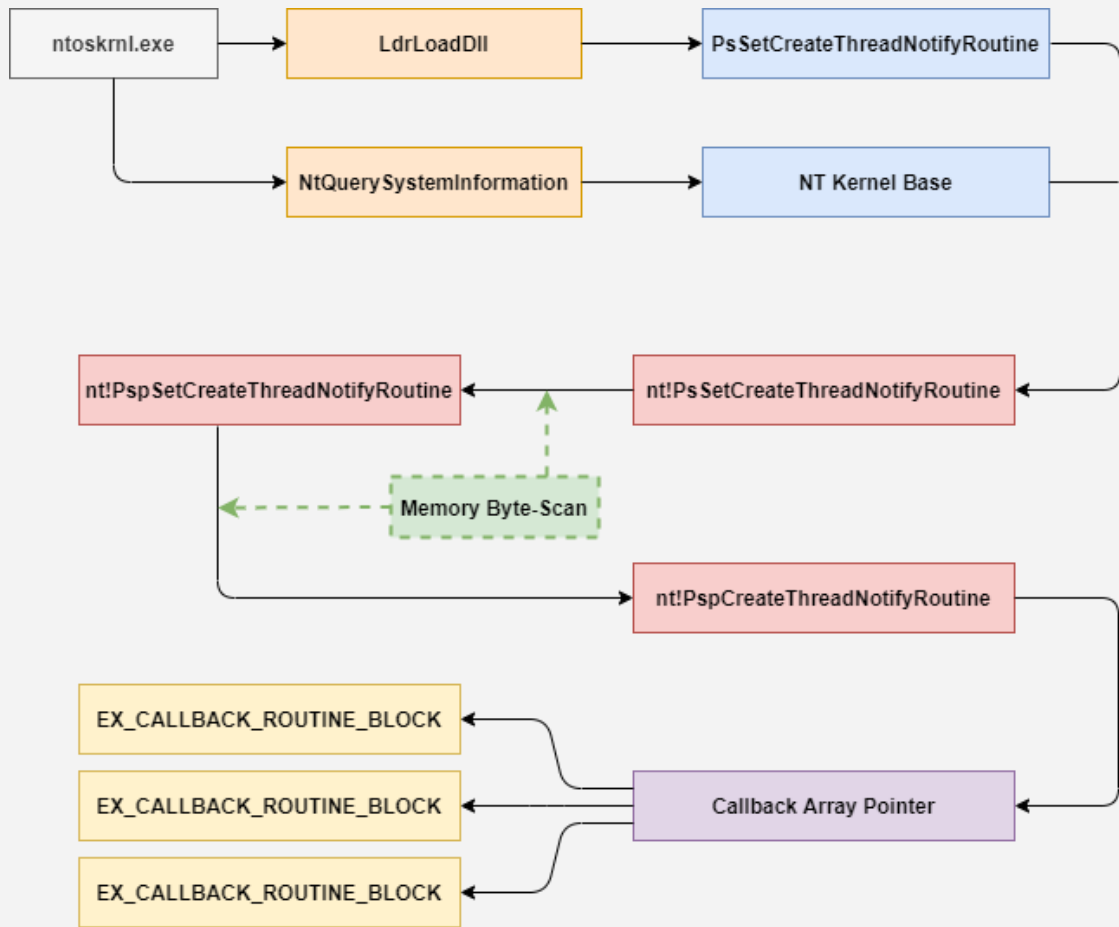 ntoskrnl.exe
LdrLoadDll
PsSetCreateThreadNotifyRoutine
NtQuerySystemInformation
NT Kernel Base
nt!PspSetCreateThreadNotifyRoutine
nt!PsSetCreateThreadNotifyRoutine
Memory Byte-Scan
nt!PspCreateThreadNotifyRoutine
EX_CALLBACK_ROUTINE_BLOCK
EX_CALLBACK_ROUTINE_BLOCK
Callback Array Pointer
EX_CALLBACK_ROUTINE_BLOCK